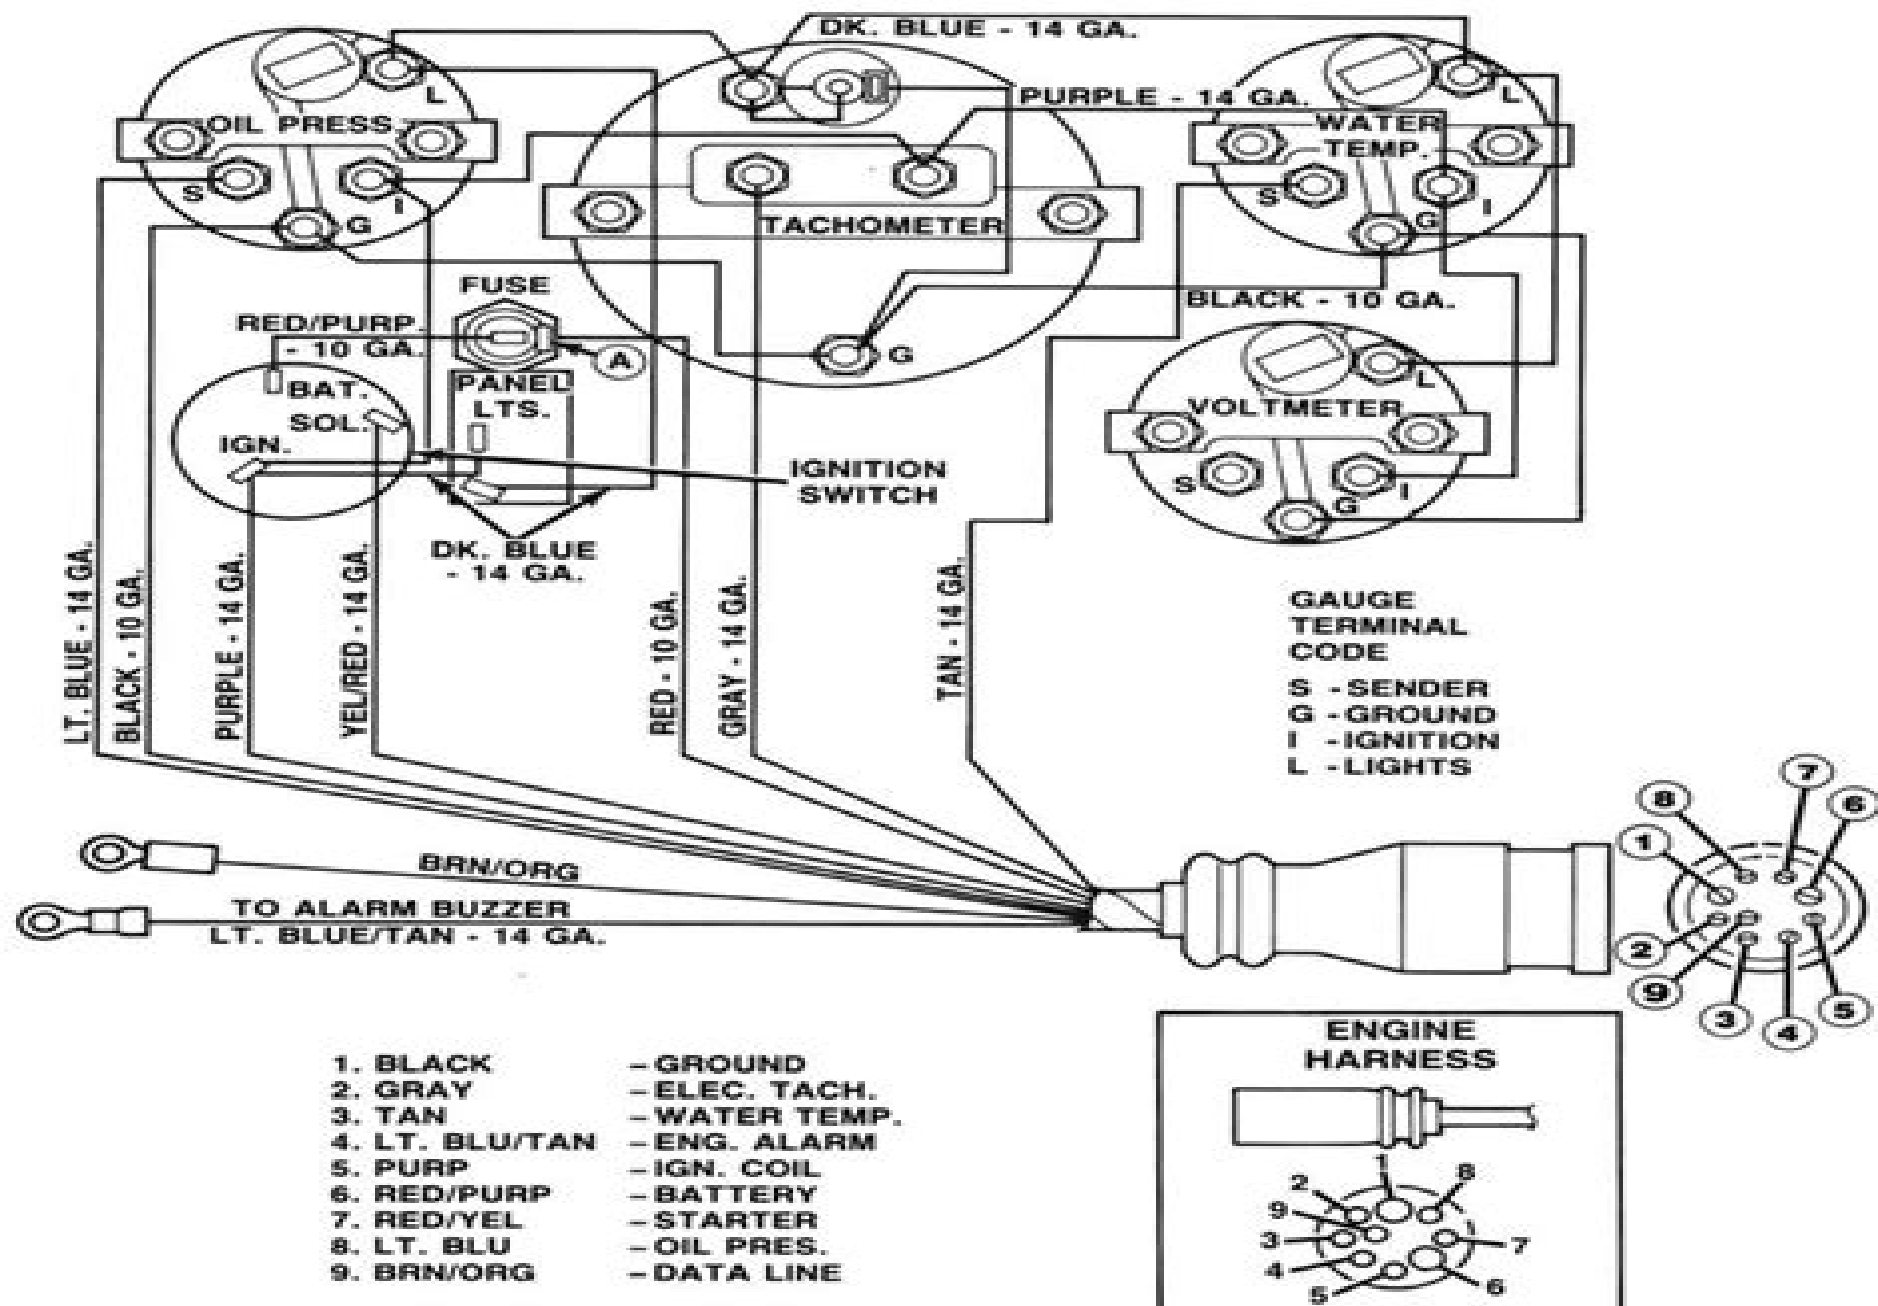 DK. BLUE - 14 GA.
L
PURPLE - 14 GA.
L
OIL PRESS.
WATER
TEMP.
S
I
S
I
G
TACHOMETER
G
FUSE
BLACK - 10 GA.
RED/PURP.
- 10 GA.
A
G
BAT.
PANEL
LTS.
L
SOL.
VOLTMETER
IGN.
IGNITION
SWITCH
S
I
G
DK. BLUE
- 14 GA.
LT. BLUE - 14 GA.
BLACK - 10 GA.
PURPLE - 14 GA.
YEL/RED - 14 GA.
RED - 10 GA.
GRAY - 14 GA.
TAN - 14 GA.
GAUGE
TERMINAL
CODE
S - SENDER
G - GROUND
I - IGNITION
L - LIGHTS
7
8
6
1
BRN/ORG
TO ALARM BUZZER
LT. BLUE/TAN - 14 GA.
2
9
3
4
5
1. BLACK - GROUND
2. GRAY - ELEC. TACH.
3. TAN - WATER TEMP.
4. LT. BLU/TAN - ENG. ALARM
5. PURP - IGN. COIL
6. RED/PURP - BATTERY
7. RED/YEL - STARTER
8. LT. BLU - OIL PRES.
9. BRN/ORG - DATA LINE
ENGINE
HARNESS
1
2
8
9
3
7
4
5
6